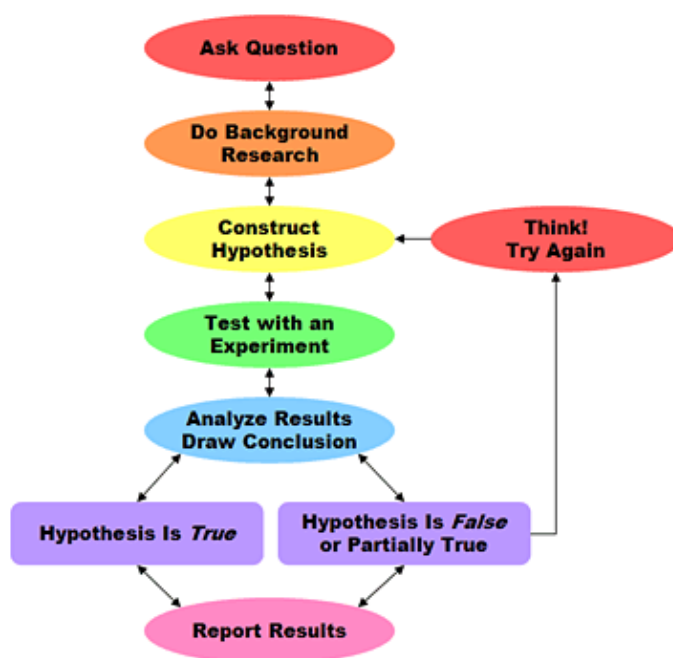 Ask Question
Do Background
Research
Construct
Hypothesis
Think!
Try Again
Test with an
Experiment
Analyze Results
Draw Conclusion
Hypothesis Is True
Hypothesis Is False
or Partially True
Report Results